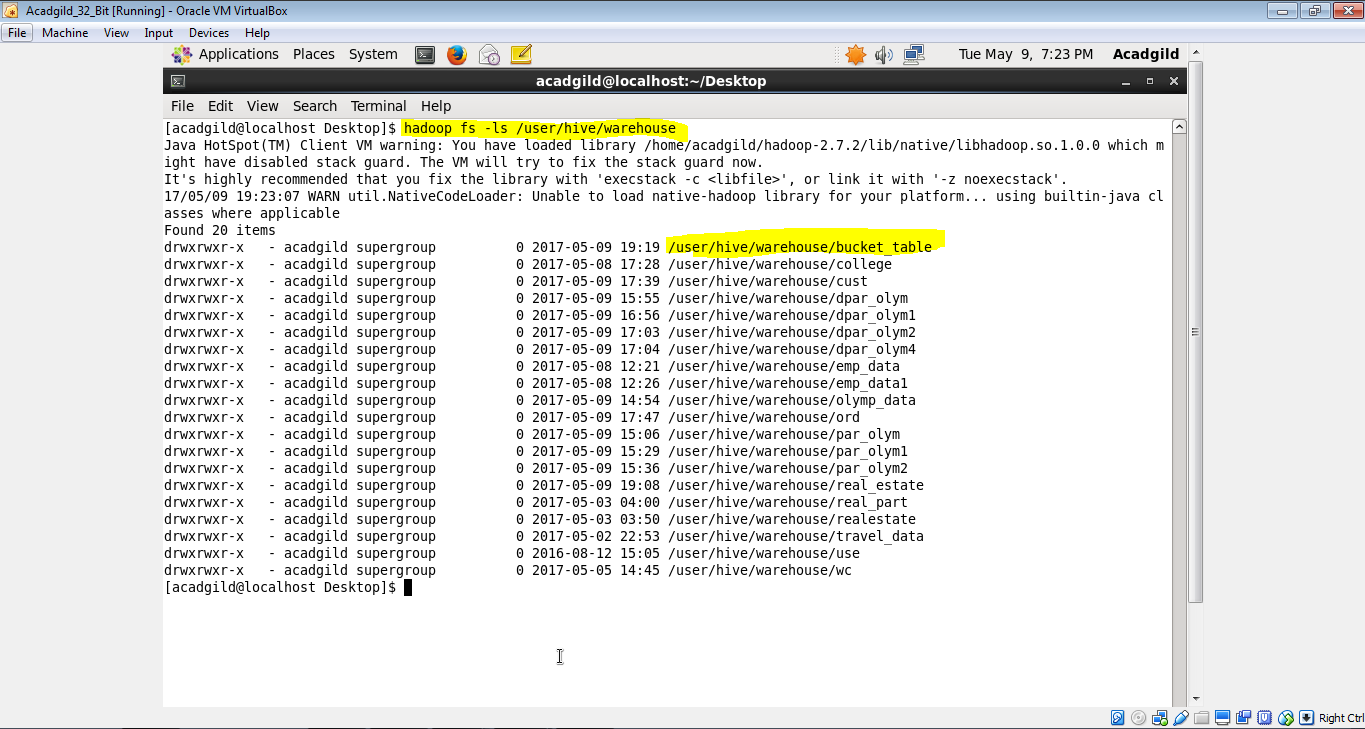 Acadgild_32_Bit [Running] - Oracle VM VirtualBox
File Machine View Input Devices Help
Applications Places System Tue May 9, 7:23 PM Acadgild
acadgild@localhost:~/Desktop
File Edit View Search Terminal Help
[acadgild@localhost Desktop]$ hadoop fs -ls /user/hive/warehouse
Java HotSpot(TM) Client VM warning: You have loaded library /home/acadgild/hadoop-2.7.2/lib/native/libhadoop.so.1.0.0 which m
ight have disabled stack guard. The VM will try to fix the stack guard now.
It's highly recommended that you fix the library with 'execstack -c <libfile>', or link it with '-z noexecstack'.
17/05/09 19:23:07 WARN util.NativeCodeLoader: Unable to load native-hadoop library for your platform... using builtin-java cl
asses where applicable
Found 20 items
drwxrwxr-x   - acadgild supergroup          0 2017-05-09 19:19 /user/hive/warehouse/bucket_table
drwxrwxr-x   - acadgild supergroup          0 2017-05-08 17:28 /user/hive/warehouse/college
drwxrwxr-x   - acadgild supergroup          0 2017-05-09 17:39 /user/hive/warehouse/cust
drwxrwxr-x   - acadgild supergroup          0 2017-05-09 15:55 /user/hive/warehouse/dpar_olym
drwxrwxr-x   - acadgild supergroup          0 2017-05-09 16:56 /user/hive/warehouse/dpar_olym1
drwxrwxr-x   - acadgild supergroup          0 2017-05-09 17:03 /user/hive/warehouse/dpar_olym2
drwxrwxr-x   - acadgild supergroup          0 2017-05-09 17:04 /user/hive/warehouse/dpar_olym4
drwxrwxr-x   - acadgild supergroup          0 2017-05-08 12:21 /user/hive/warehouse/emp_data
drwxrwxr-x   - acadgild supergroup          0 2017-05-08 12:26 /user/hive/warehouse/emp_data1
drwxrwxr-x   - acadgild supergroup          0 2017-05-09 14:54 /user/hive/warehouse/olymp_data
drwxrwxr-x   - acadgild supergroup          0 2017-05-09 17:47 /user/hive/warehouse/ord
drwxrwxr-x   - acadgild supergroup          0 2017-05-09 15:06 /user/hive/warehouse/par_olym
drwxrwxr-x   - acadgild supergroup          0 2017-05-09 15:29 /user/hive/warehouse/par_olym1
drwxrwxr-x   - acadgild supergroup          0 2017-05-09 15:36 /user/hive/warehouse/par_olym2
drwxrwxr-x   - acadgild supergroup          0 2017-05-09 19:08 /user/hive/warehouse/real_estate
drwxrwxr-x   - acadgild supergroup          0 2017-05-03 04:00 /user/hive/warehouse/real_part
drwxrwxr-x   - acadgild supergroup          0 2017-05-03 03:50 /user/hive/warehouse/realestate
drwxrwxr-x   - acadgild supergroup          0 2017-05-02 22:53 /user/hive/warehouse/travel_data
drwxrwxr-x   - acadgild supergroup          0 2016-08-12 15:05 /user/hive/warehouse/use
drwxrwxr-x   - acadgild supergroup          0 2017-05-05 14:45 /user/hive/warehouse/wc
[acadgild@localhost Desktop]$
Right Ctrl